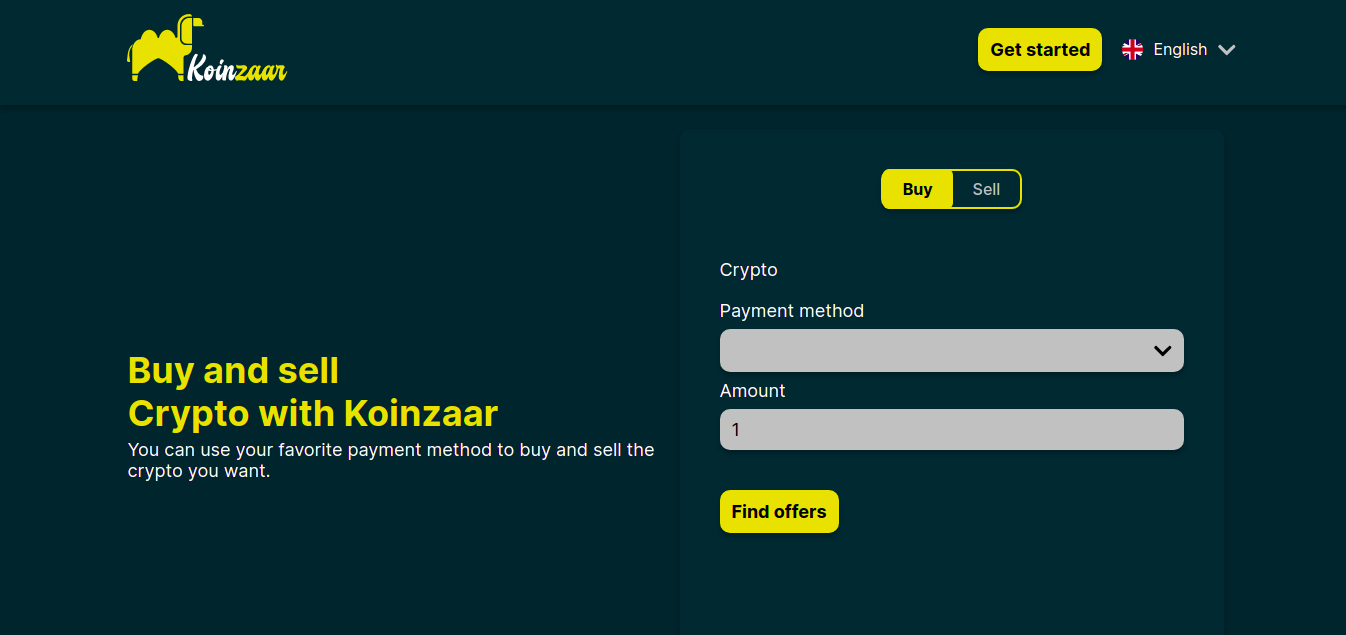 Koinzaar
Get started
English
Buy
Sell
Crypto
Payment method
Amount
1
Find offers
Buy and sell
Crypto with Koinzaar
You can use your favorite payment method to buy and sell the
crypto you want.